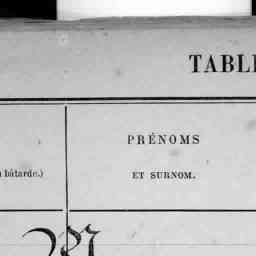 TABL
PRÉNOMS
bâtarde.)
ET SURNOM.